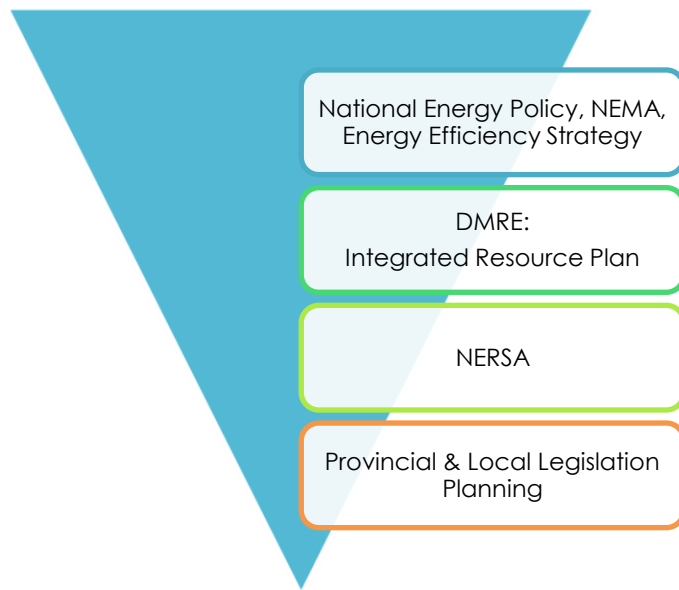 National Energy Policy, NEMA,
Energy Efficiency Strategy
DMRE:
Integrated Resource Plan
NERSA
Provincial & Local Legislation
Planning